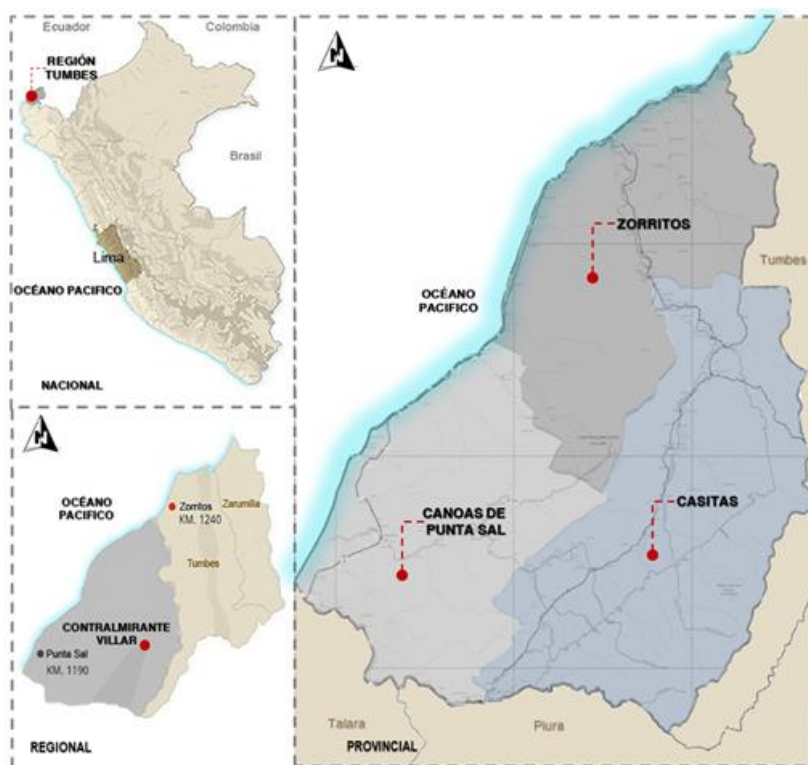 Ecuador
Colombia
REGIÓN
TUMBES
Brasil
Lima
OCÉANO PACIFICO
NACIONAL
OCÉANO
PACIFICO
Zorritos
KM. 1240
Zarumilla
Tumbes
CONTRALMIRANTE
VILLAR
Punta Sal
KM. 1190
REGIONAL
ZORRITOS
Tumbes
OCÉANO
PACIFICO
CANOAS DE
PUNTA SAL
CASITAS
Talara
Piura
PROVINCIAL